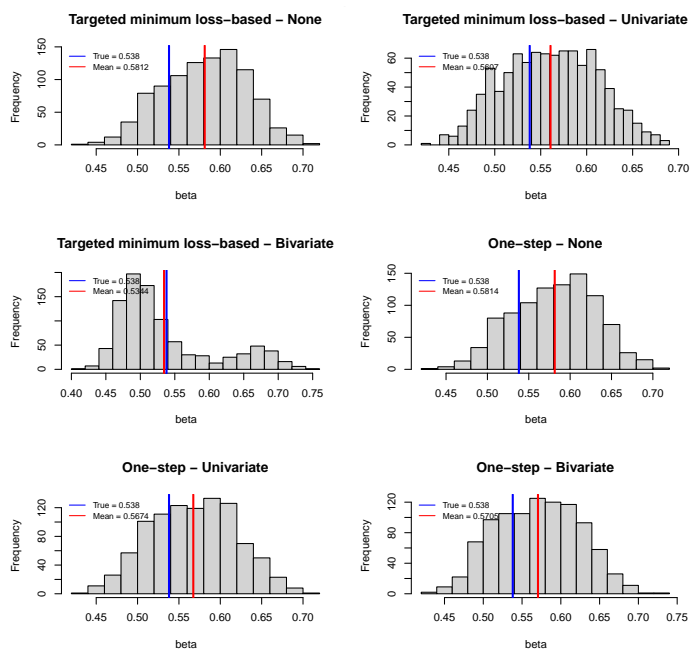 Targeted minimum loss−based − None
Frequency
0 50 100 150
True = 0.538
Mean = 0.5812
0.45 0.50 0.55 0.60 0.65 0.70
beta
Targeted minimum loss−based − Univariate
Frequency
0 20 40 60
True = 0.538
Mean = 0.5607
0.45 0.50 0.55 0.60 0.65 0.70
beta
Targeted minimum loss−based − Bivariate
Frequency
0 50 150
True = 0.538
Mean = 0.5344
0.40 0.45 0.50 0.55 0.60 0.65 0.70 0.75
beta
One−step − None
Frequency
0 50 100 150
True = 0.538
Mean = 0.5814
0.45 0.50 0.55 0.60 0.65 0.70
beta
One−step − Univariate
Frequency
0 40 80 120
True = 0.538
Mean = 0.5674
0.45 0.50 0.55 0.60 0.65 0.70
beta
One−step − Bivariate
Frequency
0 40 80 120
True = 0.538
Mean = 0.5705
0.45 0.50 0.55 0.60 0.65 0.70 0.75
beta